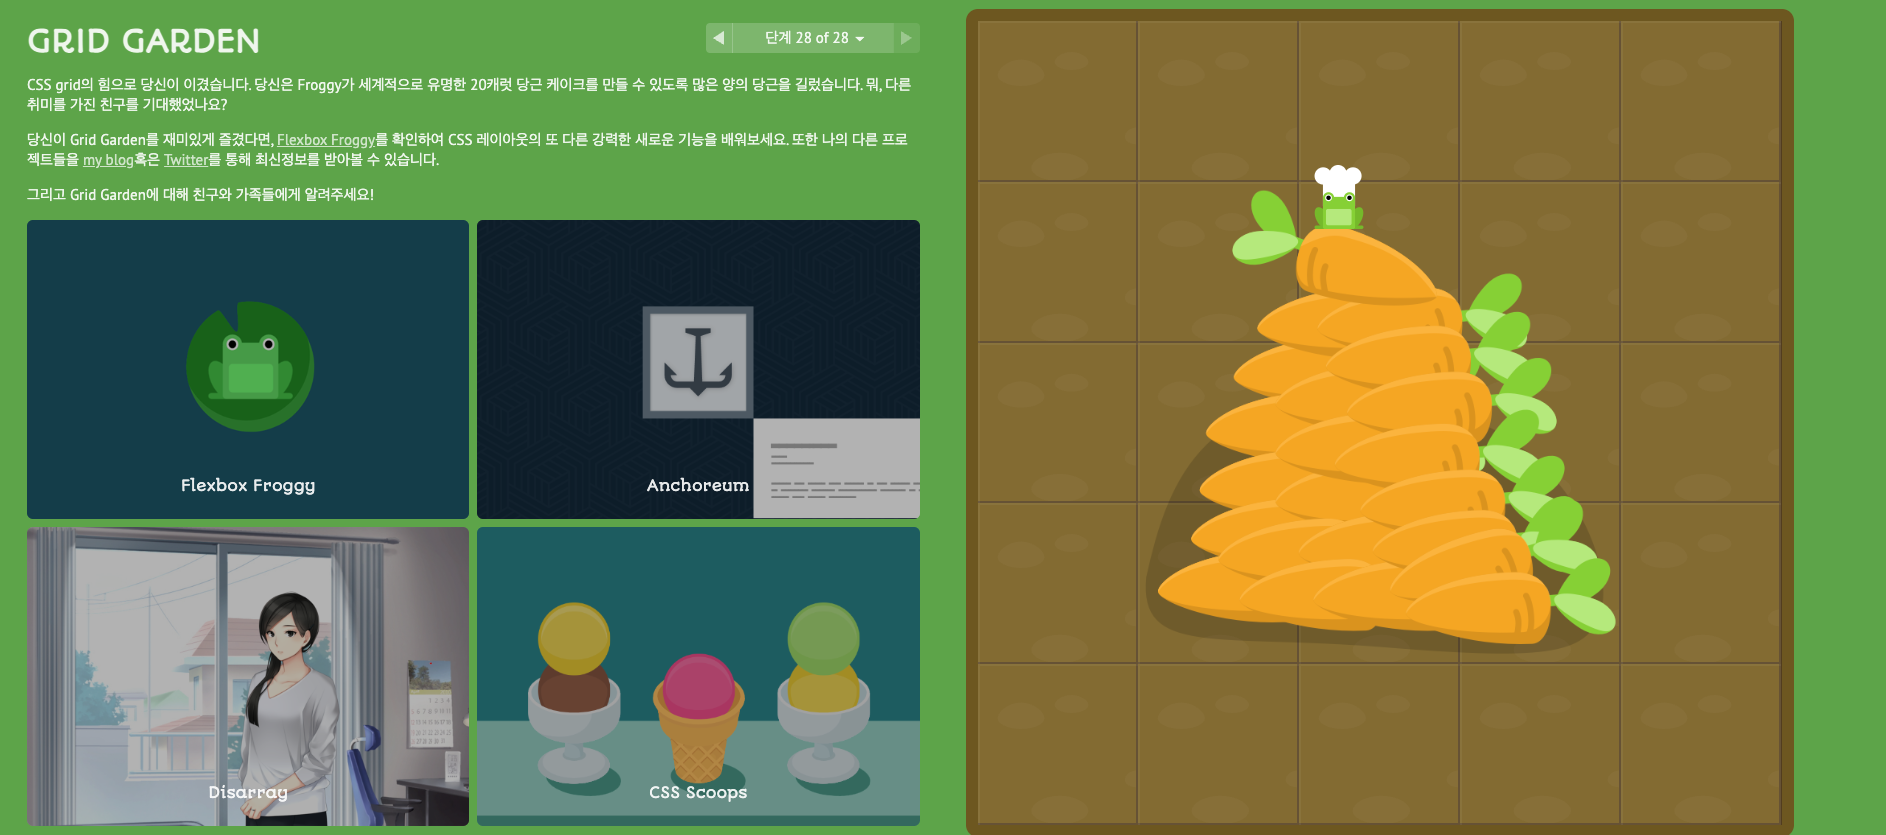 GRID GARDEN
단계 28 of 28
CSS grid의 힘으로 당신이 이겼습니다. 당신은 Froggy가 세계적으로 유명한 20캐럿 당근 케이크를 만들 수 있도록 많은 양의 당근을 길렀습니다. 뭐, 다른
취미를 가진 친구를 기대했었나요?
당신이 Grid Garden를 재미있게 즐겼다면, Flexbox Froggy를 확인하여 CSS 레이아웃의 또 다른 강력한 새로운 기능을 배워보세요. 또한 나의 다른 프로
젝트들을 my blog혹은 Twitter를 통해 최신정보를 받아볼 수 있습니다.
그리고 Grid Garden에 대해 친구와 가족들에게 알려주세요!
Flexbox Froggy
Anchoreum
Disarray
CSS Scoops